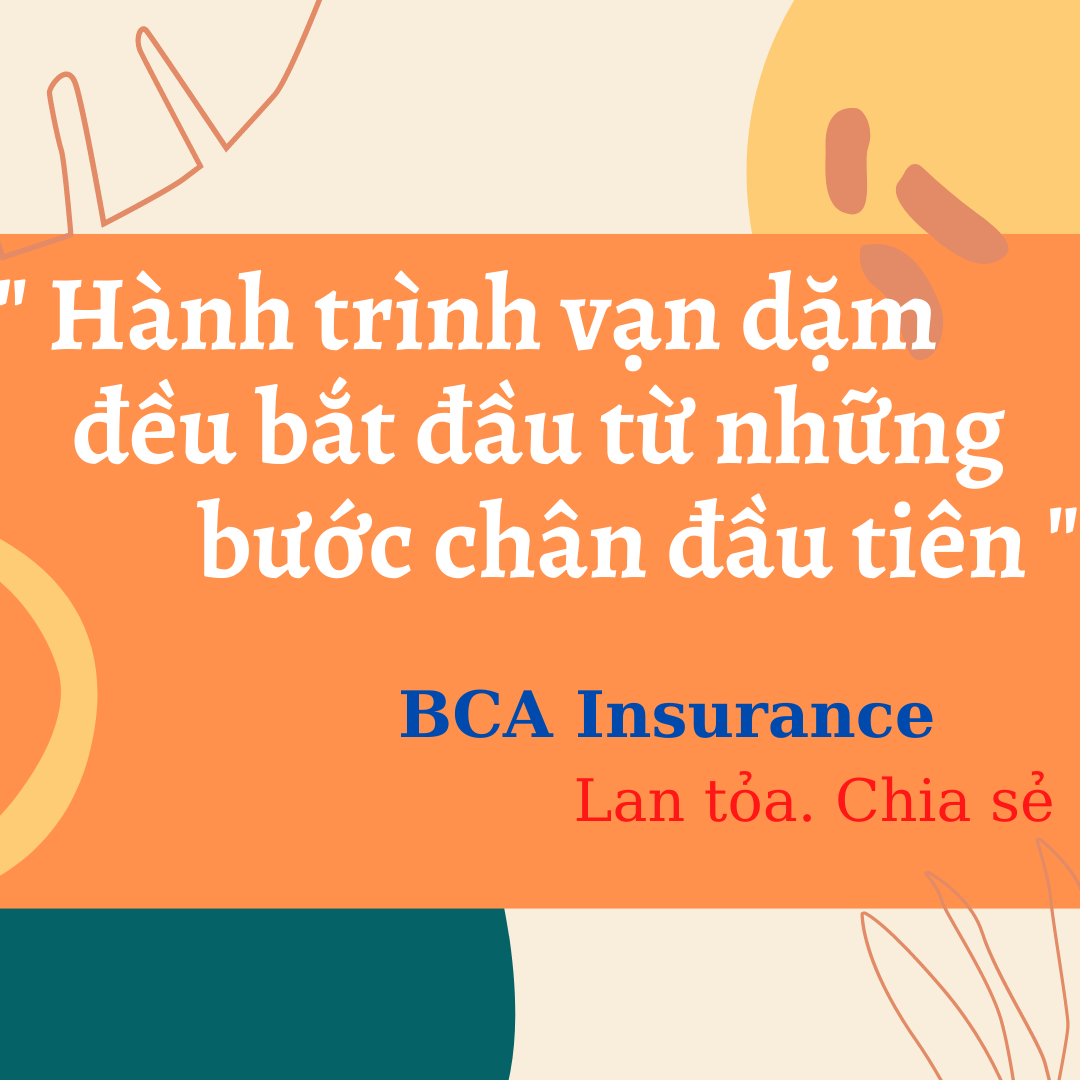 " Hành trình vạn dặm
đều bắt đầu từ những
bước chân đầu tiên "
BCA Insurance
Lan tỏa. Chia sẻ